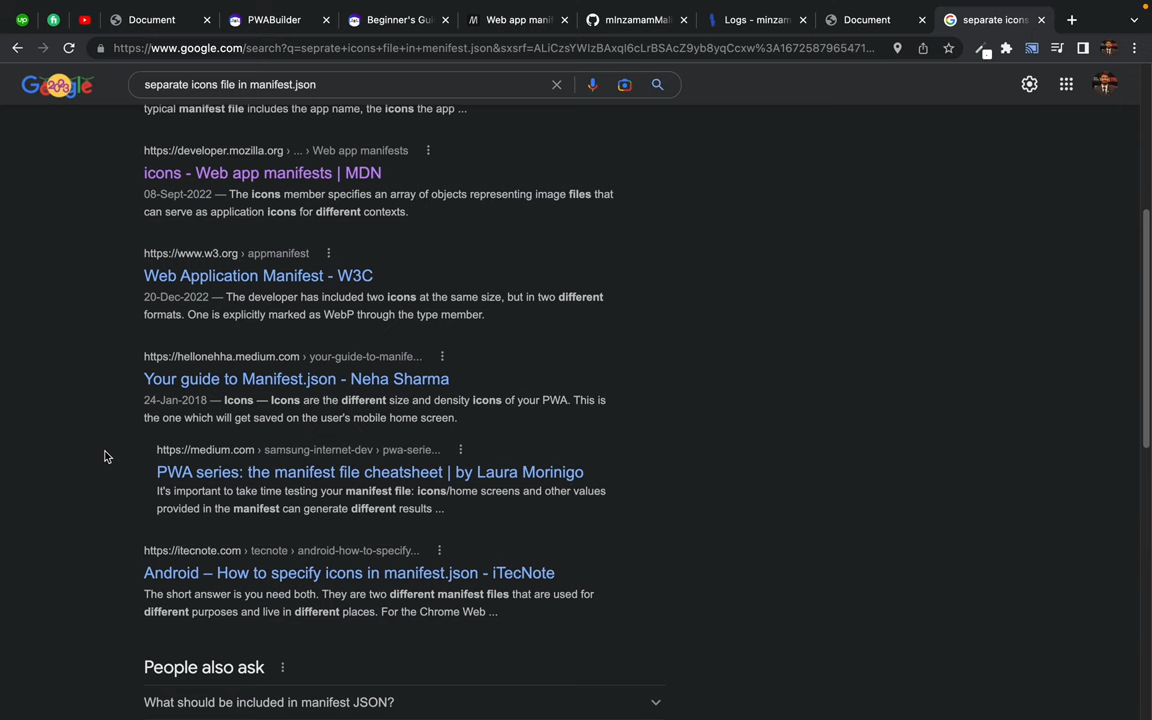 up
fi
Document
PWABuilder
Beginner's Gui
Web app manif
mInzamamMali
Logs - minzam
Document
G separate icons
https://www.google.com/search?q=seprate+icons+file+in+menifest.json&sxsrf=ALiCzsYWIzBAxqI6cLrBSAcZ9yb8yqCcxw%3A1672587965471...
Google
2023
separate icons file in manifest.json
typical manifest file includes the app name, the icons the app ...
https://developer.mozilla.org › ... › Web app manifests
icons - Web app manifests | MDN
08-Sept-2022 — The icons member specifies an array of objects representing image files that
can serve as application icons for different contexts.
https://www.w3.org › appmanifest
Web Application Manifest - W3C
20-Dec-2022 — The developer has included two icons at the same size, but in two different
formats. One is explicitly marked as WebP through the type member.
https://hellonehha.medium.com › your-guide-to-manife...
Your guide to Manifest.json - Neha Sharma
24-Jan-2018 — Icons — Icons are the different size and density icons of your PWA. This is
the one which will get saved on the user's mobile home screen.
https://medium.com › samsung-internet-dev › pwa-serie...
PWA series: the manifest file cheatsheet | by Laura Morinigo
It's important to take time testing your manifest file: icons/home screens and other values
provided in the manifest can generate different results ...
https://itecnote.com › tecnote › android-how-to-specify...
Android – How to specify icons in manifest.json - iTecNote
The short answer is you need both. They are two different manifest files that are used for
different purposes and live in different places. For the Chrome Web ...
People also ask
What should be included in manifest JSON?